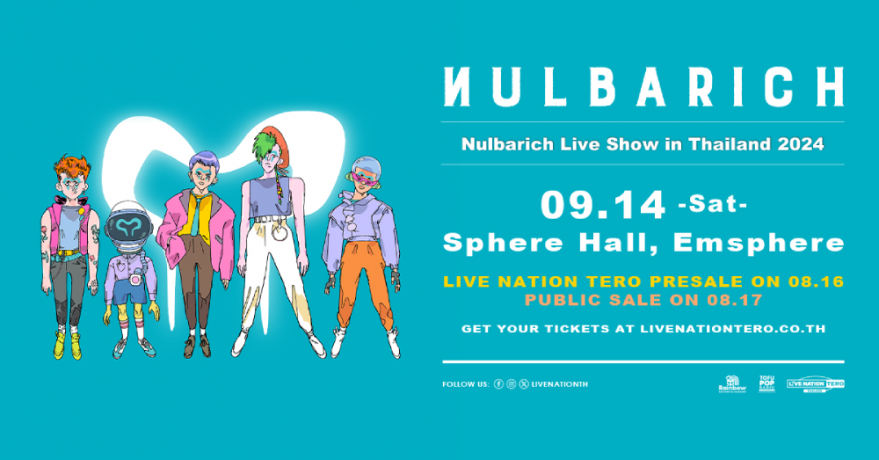 NULBARICH
Nulbarich Live Show in Thailand 2024
09.14 -Sat-
Sphere Hall, Emsphere
LIVE NATION TERO PRESALE ON 08.16
PUBLIC SALE ON 08.17
GET YOUR TICKETS AT LIVENATIONTERO.CO.TH
FOLLOW US: LIVENATIONTH
Rainbow
TOFU
POP
LIVE NATION TERO